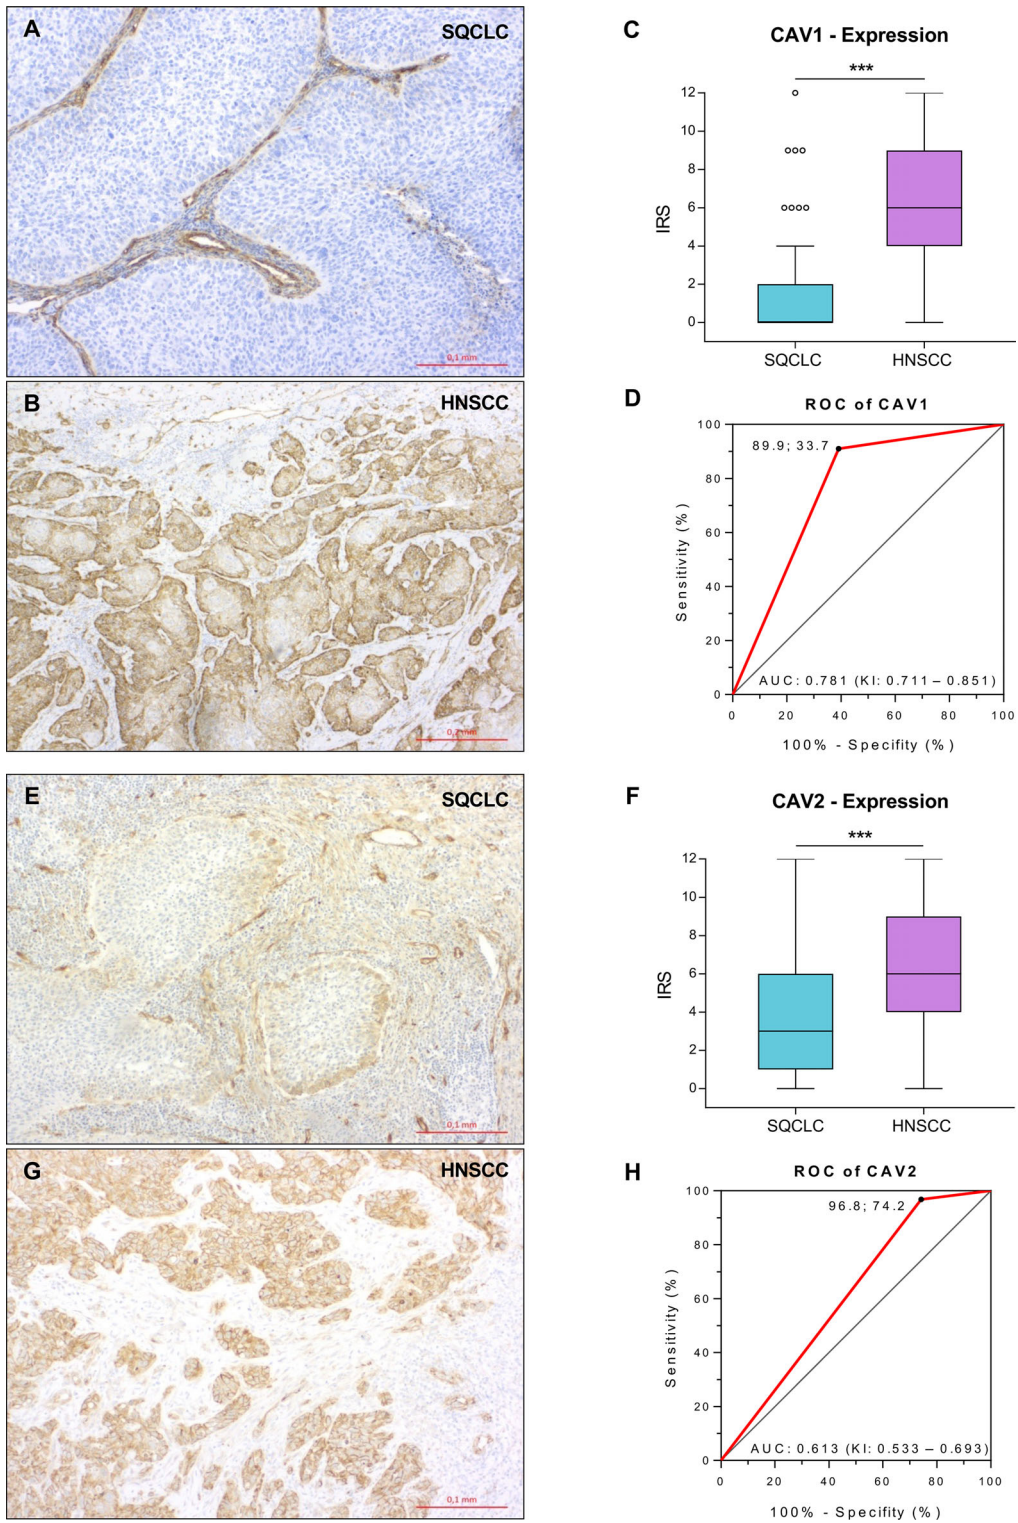 A
SQCLC
0,1 mm
B
HNSCC
0,2 mm
C
CAV1 - Expression
***
IRS
12
10
8
6
4
2
0
SQCLC
HNSCC
D
ROC of CAV1
89.9; 33.7
Sensitivity (%)
100
80
60
40
20
0
AUC: 0.781 (KI: 0.711 – 0.851)
0
20
40
60
80
100
100% - Specifity (%)
E
SQCLC
0,1 mm
F
CAV2 - Expression
***
IRS
12
10
8
6
4
2
0
SQCLC
HNSCC
G
HNSCC
0,1 mm
H
ROC of CAV2
96.8; 74.2
Sensitivity (%)
100
80
60
40
20
0
AUC: 0.613 (KI: 0.533 – 0.693)
0
20
40
60
80
100
100% - Specifity (%)